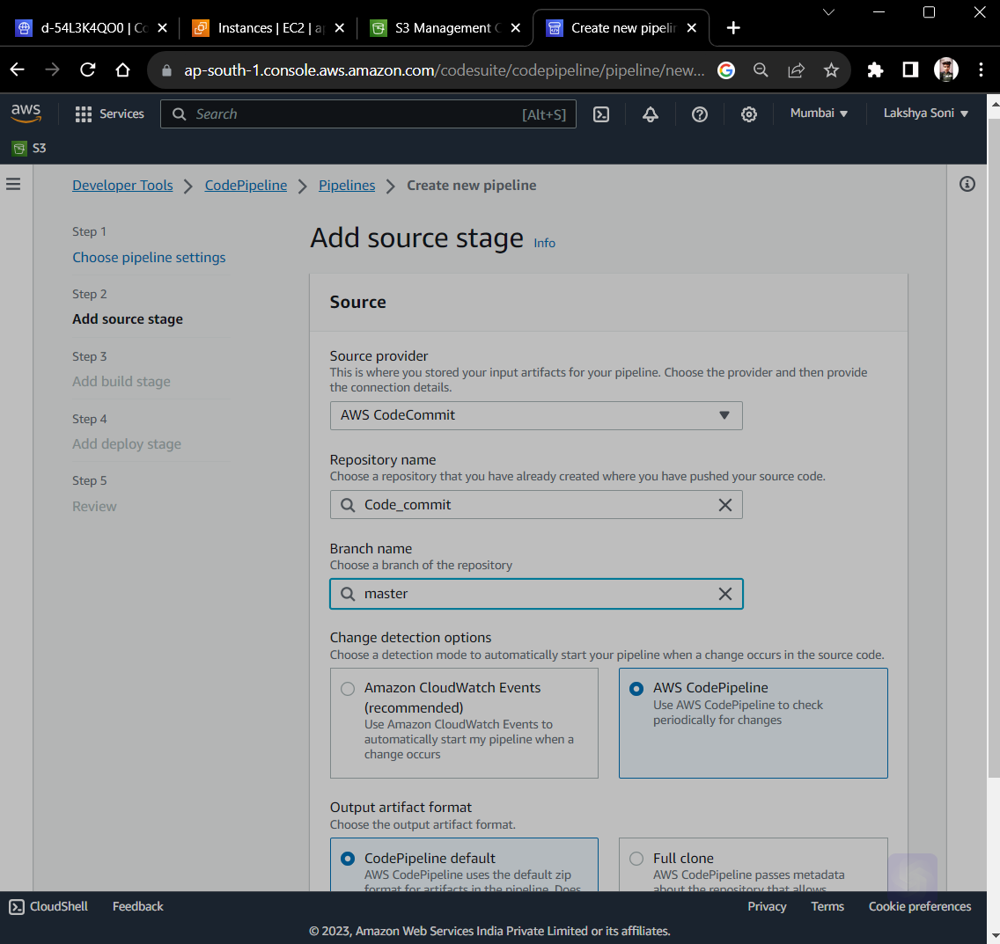 d-54L3K4QO0 | Co
Instances | EC2 | a
S3 Management C
Create new pipelin
ap-south-1.console.aws.amazon.com/codesuite/codepipeline/pipeline/new...
aws
Services
Search
[Alt+S]
Mumbai
Lakshya Soni
S3
Developer Tools
CodePipeline
Pipelines
Create new pipeline
Step 1
Choose pipeline settings
Step 2
Add source stage
Step 3
Add build stage
Step 4
Add deploy stage
Step 5
Review
Add source stage Info
Source
Source provider
This is where you stored your input artifacts for your pipeline. Choose the provider and then provide
the connection details.
AWS CodeCommit
Repository name
Choose a repository that you have already created where you have pushed your source code.
Code_commit
Branch name
Choose a branch of the repository
master
Change detection options
Choose a detection mode to automatically start your pipeline when a change occurs in the source code.
Amazon CloudWatch Events
(recommended)
Use Amazon CloudWatch Events to
automatically start my pipeline when a
change occurs
AWS CodePipeline
Use AWS CodePipeline to check
periodically for changes
Output artifact format
Choose the output artifact format.
CodePipeline default
AWS CodePipeline uses the default zip
format for artifacts in the pipeline. Does
Full clone
AWS CodePipeline passes metadata
about the repository that allows
CloudShell
Feedback
Privacy
Terms
Cookie preferences
© 2023, Amazon Web Services India Private Limited or its affiliates.